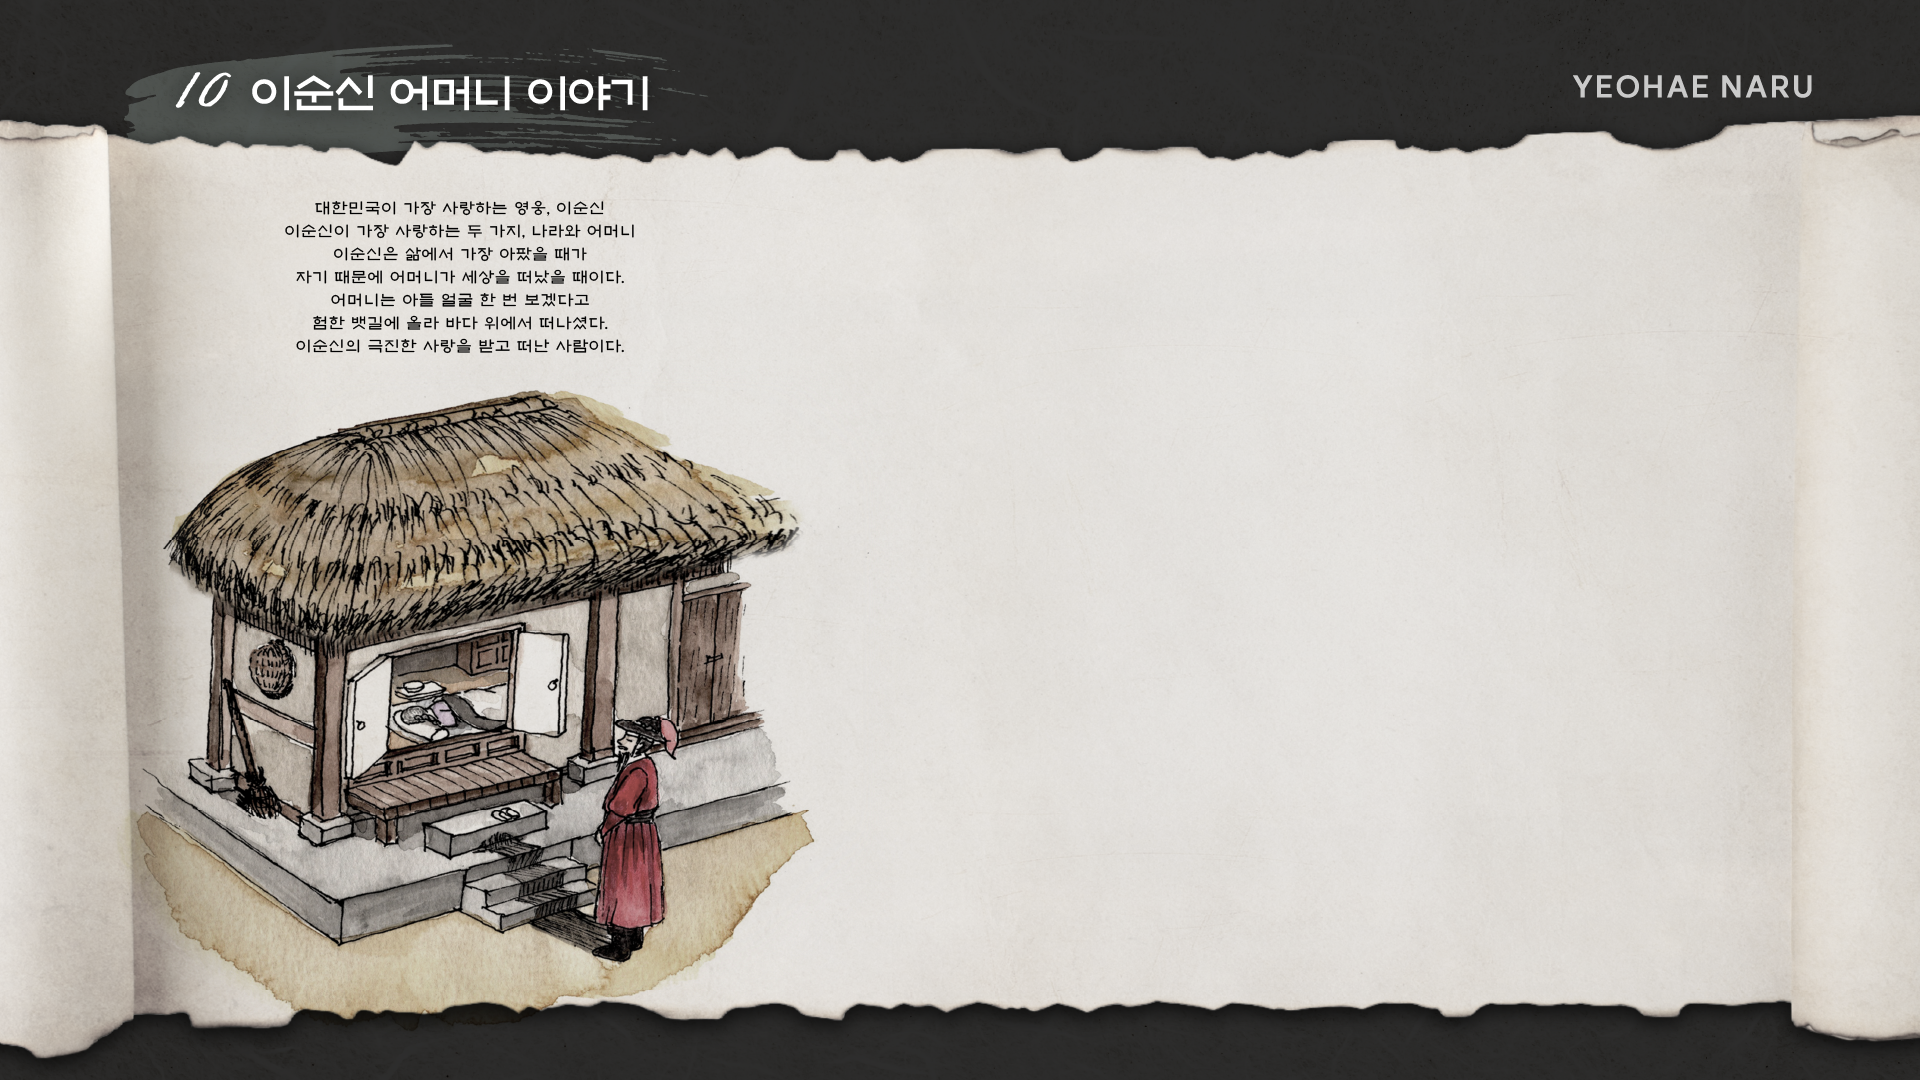 10 이순신 어머니 이야기
YEOHAE NARU
대한민국이 가장 사랑하는 영웅, 이순신
이순신이 가장 사랑하는 두 가지, 나라와 어머니
이순신은 삶에서 가장 아팠을 때가
자기 때문에 어머니가 세상을 떠났을 때이다.
어머니는 아들 얼굴 한 번 보겠다고
험한 뱃길에 올라 바다 위에서 떠나셨다.
이순신의 극진한 사랑을 받고 떠난 사람이다.